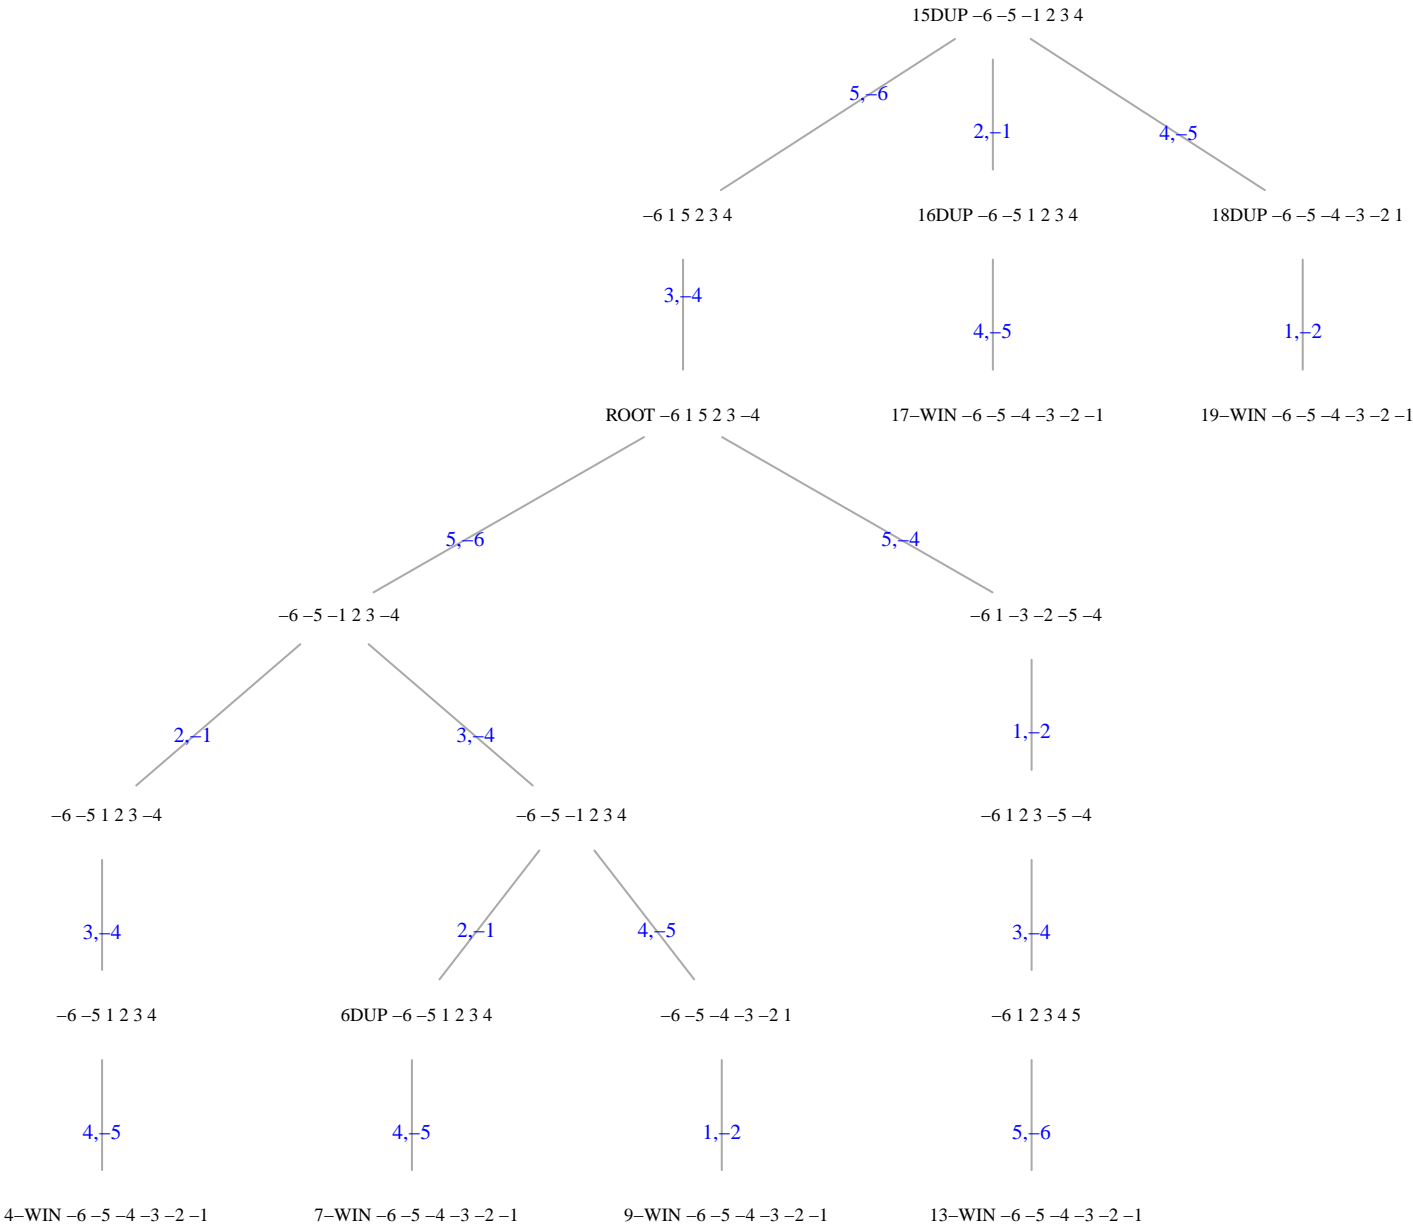 15DUP –6 –5 –1 2 3 4
5,–6
2,–1
4,–5
–6 1 5 2 3 4
16DUP –6 –5 1 2 3 4
18DUP –6 –5 –4 –3 –2 1
3,–4
4,–5
1,–2
ROOT –6 1 5 2 3 –4
17–WIN –6 –5 –4 –3 –2 –1
19–WIN –6 –5 –4 –3 –2 –1
5,–6
5,–4
–6 –5 –1 2 3 –4
–6 1 –3 –2 –5 –4
2,–1
3,–4
1,–2
–6 –5 1 2 3 –4
–6 –5 –1 2 3 4
–6 1 2 3 –5 –4
3,–4
2,–1
4,–5
3,–4
–6 –5 1 2 3 4
6DUP –6 –5 1 2 3 4
–6 –5 –4 –3 –2 1
–6 1 2 3 4 5
4,–5
4,–5
1,–2
5,–6
4–WIN –6 –5 –4 –3 –2 –1
7–WIN –6 –5 –4 –3 –2 –1
9–WIN –6 –5 –4 –3 –2 –1
13–WIN –6 –5 –4 –3 –2 –1